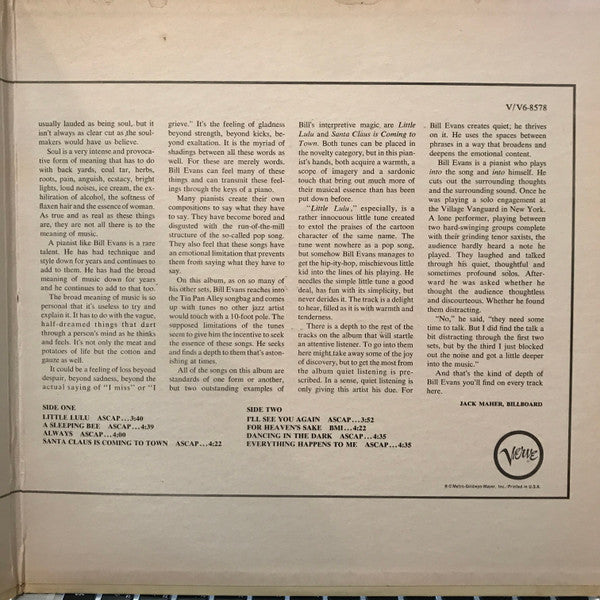 V/V6-8578
usually lauded as being soul, but it
isn't always as clear cut as the soul-
makers would have us believe.
Soul is a very intense and provoca-
tive form of meaning that has to do
with back yards, coal tar, herbs,
roots, pain, anguish, ecstasy, bright
lights, loud noises, ice cream, the ex-
hiliration of alcohol, the softness of
flaxen hair and the essence of woman.
As true and as real as these things
are, they are not all there is to the
meaning of music.
A pianist like Bill Evans is a rare
talent. He has had technique and
style down for years and continues to
add to them. He has had the broad
meaning of music down for years
and he continues to add to that too.
The broad meaning of music is so
personal that it's useless to try and
explain it. It has to do with the vague,
half-dreamed things that dart
through a person's mind as he thinks
and feels. It's not only the meat and
potatoes of life but the cotton and
gauze as well.
It could be a feeling of loss beyond
despair, beyond sadness, beyond the
actual saying of "I miss" or "I
grieve." It's the feeling of gladness
beyond strength, beyond kicks, be-
yond exaltation. It is the myriad of
shadings between all these words as
well. For these are merely words.
Bill Evans can feel many of these
things and can transmit these feel-
ings through the keys of a piano.
Many pianists create their own
compositions to say what they have
to say. They have become bored and
disgusted with the run-of-the-mill
structure of the so-called pop song.
They also feel that these songs have
an emotional limitation that prevents
them from saying what they have to
say.
On this album, as on so many of
his other sets, Bill Evans reaches into
the Tin Pan Alley songbag and comes
up with tunes no other jazz artist
would touch with a 10-foot pole. The
supposed limitations of the tunes
seem to give him the incentive to seek
the essence of these songs. He seeks
and finds a depth to them that's aston-
ishing at times.
All of the songs on this album are
standards of one form or another,
but two outstanding examples of
Bill's interpretive magic are Little
Lulu and Santa Claus is Coming to
Town. Both tunes can be placed in
the novelty category, but in this pian-
ist's hands, both acquire a warmth, a
scope of imagery and a sardonic
touch that bring out much more of
their musical essence than has been
put down before.
"Little Lulu", especially, is a
rather innocuous little tune created
to extol the praises of the cartoon
character of the same name. The
tune went nowhere as a pop song,
but somehow Bill Evans manages to
get the hip-ity-hop, mischievous little
kid into the lines of his playing. He
needles the simple little tune a good
deal, has fun with its simplicity, but
never derides it. The track is a delight
to hear, filled as it is with warmth and
tenderness.
There is a depth to the rest of the
tracks on the album that will startle
an attentive listener. To go into them
here might take away some of the joy
of discovery, but to get the most from
the album quiet listening is pre-
scribed. In a sense, quiet listening is
only giving this artist his due. For
Bill Evans creates quiet; he thrives
on it. He uses the spaces between
phrases in a way that broadens and
deepens the emotional content.
Bill Evans is a pianist who plays
into the song and into himself. He
cuts out the surrounding thoughts
and the surrounding sound. Once he
was playing a solo engagement at
the Village Vanguard in New York.
A lone performer, playing between
two hard-swinging groups complete
with their grinding tenor saxists, the
audience hardly heard a note he
played. They laughed and talked
through his quiet, thoughtful and
sometimes profound solos. After-
ward he was asked whether he
thought the audience thoughtless
and discourteous. Whether he found
them distracting.
"No," he said, "they need some
time to talk. But I did find the talk a
bit distracting through the first two
sets, but by the third I just blocked
out the noise and got a little deeper
into the music."
And that's the kind of depth of
Bill Evans you'll find on every track
here.
JACK MAHER, BILLBOARD
SIDE ONE
LITTLE LULU ASCAP...3:40
A SLEEPING BEE ASCAP...4:39
ALWAYS ASCAP...4:00
SANTA CLAUS IS COMING TO TOWN ASCAP...4:22
SIDE TWO
I'LL SEE YOU AGAIN ASCAP...3:52
FOR HEAVEN'S SAKE BMI...4:22
DANCING IN THE DARK ASCAP...4:35
EVERYTHING HAPPENS TO ME ASCAP...4:35
Verve
Metro-Goldwyn-Mayer, Inc./Printed in U.S.A.